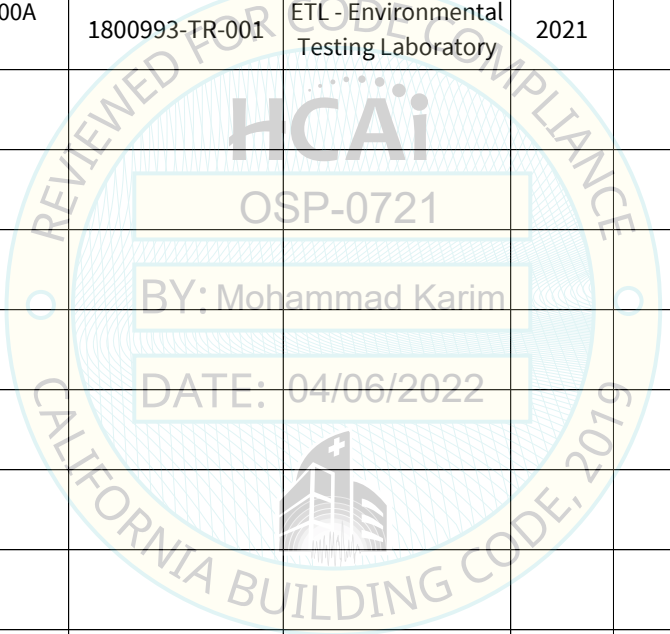 00A
1800993-TR-001
ETL - Environmental
Testing Laboratory
2021
REVIEWED FOR CODE COMPLIANCE
HCAi
OSP-0721
BY: Mohammad Karim
DATE: 04/06/2022
CALIFORNIA BUILDING CODE, 2019